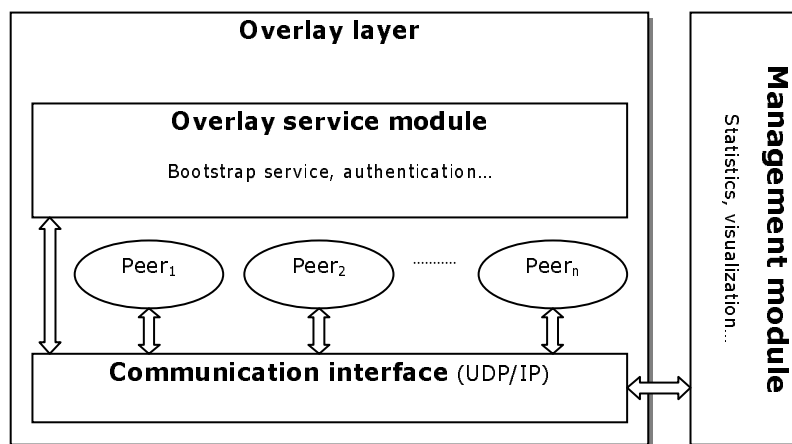 Overlay layer
Overlay service module
Bootstrap service, authentication...
Peer1
Peer2
...........
Peern
Communication interface (UDP/IP)
Management module
Statistics, visualization...